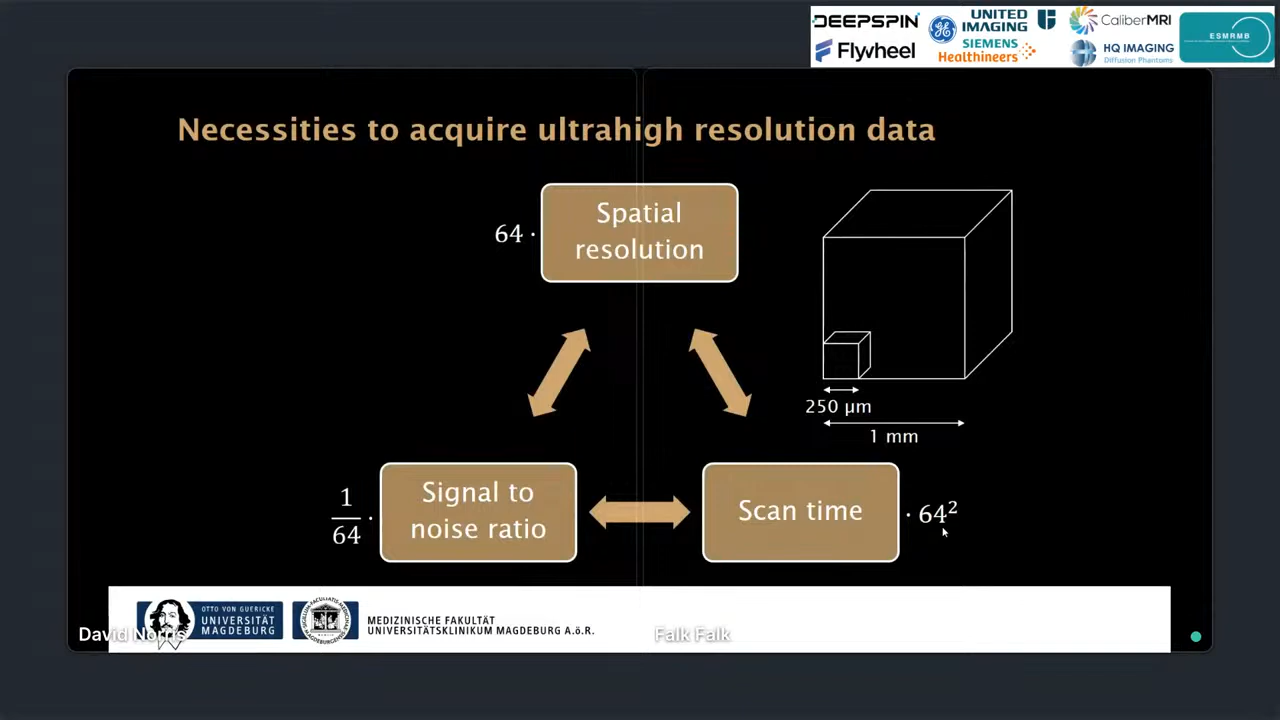 DEEPSPIN
UNITED
IMAGING
CaliberMRI
ESMRMB
Flywheel
SIEMENS
Healthineers
HQ IMAGING
Diffusion Phantoms
Necessities to acquire ultrahigh resolution data
64 ·
Spatial
resolution
250 µm
1 mm
1/64 ·
Signal to
noise ratio
Scan time
· 64²
OTTO VON GUERICKE
UNIVERSITÄT
MAGDEBURG
MEDIZINISCHE FAKULTÄT
UNIVERSITÄTSKLINIKUM MAGDEBURG A.ö.R.
David Norris
Falk Falk